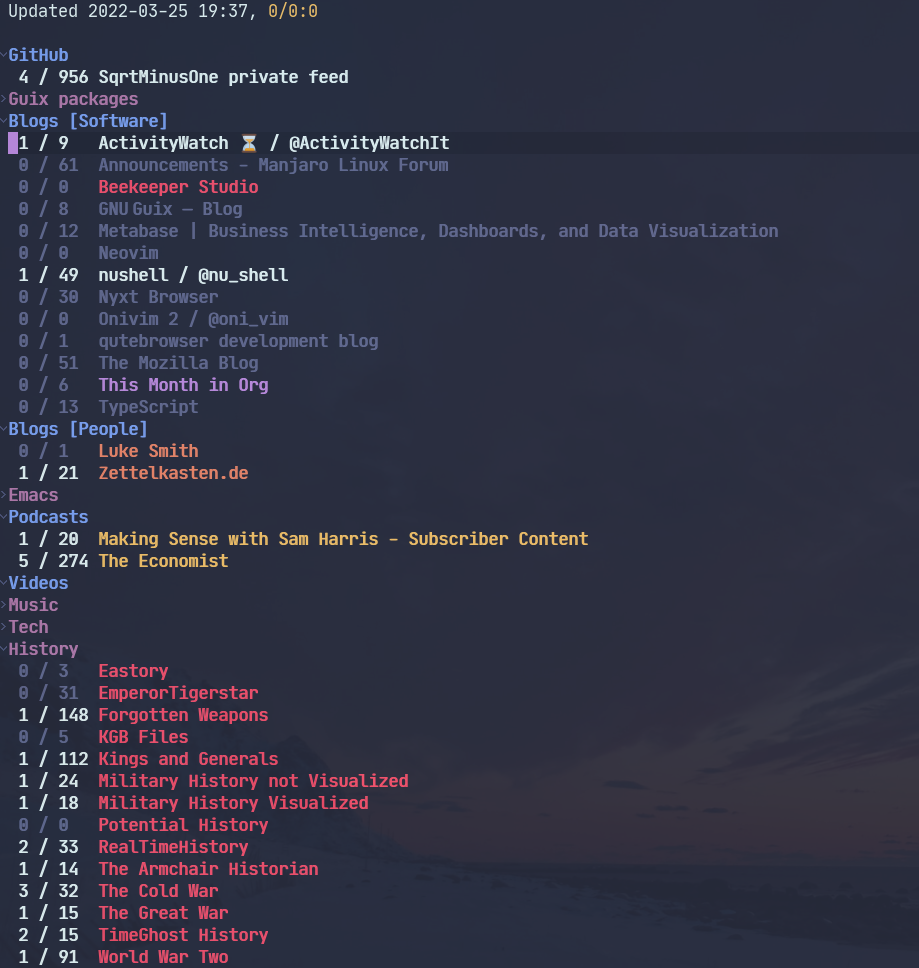 Updated 2022-03-25 19:37, 0/0:0
GitHub
4 / 956 SqrtMinusOne private feed
Guix packages
Blogs [Software]
1 / 9 ActivityWatch ⏳ / @ActivityWatchIt
0 / 61 Announcements - Manjaro Linux Forum
0 / 0 Beekeeper Studio
0 / 8 GNU Guix — Blog
0 / 12 Metabase | Business Intelligence, Dashboards, and Data Visualization
0 / 0 Neovim
1 / 49 nushell / @nu_shell
0 / 30 Nyxt Browser
0 / 0 Onivim 2 / @oni_vim
0 / 1 qutebrowser development blog
0 / 51 The Mozilla Blog
0 / 6 This Month in Org
0 / 13 TypeScript
Blogs [People]
0 / 1 Luke Smith
1 / 21 Zettelkasten.de
Emacs
Podcasts
1 / 20 Making Sense with Sam Harris - Subscriber Content
5 / 274 The Economist
Videos
Music
Tech
History
0 / 3 Eastory
0 / 31 EmperorTigerstar
1 / 148 Forgotten Weapons
0 / 5 KGB Files
1 / 112 Kings and Generals
1 / 24 Military History not Visualized
1 / 18 Military History Visualized
0 / 0 Potential History
2 / 33 RealTimeHistory
1 / 14 The Armchair Historian
3 / 32 The Cold War
1 / 15 The Great War
2 / 15 TimeGhost History
1 / 91 World War Two